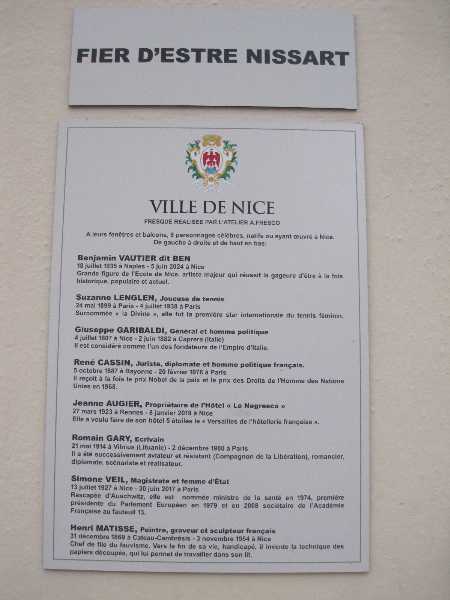 FIER D'ESTRE NISSART
VILLE DE NICE
FRESQUE REALISEE PAR L'ATELIER A.FRESCO
A leurs fenêtres et balcons, 8 personnages célèbres, natifs ou ayant œuvré à Nice.
De gauche à droite et de haut en bas:
Benjamin VAUTIER dit BEN
18 juillet 1935 à Naples - 5 juin 2024 à Nice
Grande figure de l'Ecole de Nice, artiste majeur qui réussit la gageure d'être à la fois
historique, populaire et actuel.
Suzanne LENGLEN, Joueuse de tennis
24 mai 1899 à Paris - 4 juillet 1938 à Paris
Surnommée « la Divine », elle fut la première star internationale du tennis féminin.
Giuseppe GARIBALDI, Général et homme politique
4 juillet 1807 à Nice - 2 juin 1882 à Caprera (Italie)
Il est considéré comme l'un des fondateurs de l'Empire d'Italie.
René CASSIN, Juriste, diplomate et homme politique français.
5 octobre 1887 à Bayonne - 20 février 1976 à Paris
Il reçoit à la fois le prix Nobel de la paix et le prix des Droits de l'Homme des Nations
Unies en 1968.
Jeanne AUGIER, Propriétaire de l'Hôtel « Le Negresco »
27 mars 1923 à Rennes - 8 janvier 2019 à Nice
Elle a voulu faire de son hôtel 5 étoiles le « Versailles de l'hôtellerie française ».
Romain GARY, Ecrivain
21 mai 1914 à Vilnius (Lituanie) - 2 décembre 1980 à Paris
Il a été successivement aviateur et résistant (Compagnon de la Libération), romancier,
diplomate, scénariste et réalisateur.
Simone VEIL, Magistrate et femme d'État
13 juillet 1927 à Nice - 30 juin 2017 à Paris
Rescapée d'Auschwitz, elle est nommée ministre de la santé en 1974, première
présidente du Parlement Européen en 1979 et en 2008 sociétaire de l'Académie
Française au fauteuil 13.
Henri MATISSE, Peintre, graveur et sculpteur français
31 décembre 1869 à Cateau-Cambrésis - 3 novembre 1954 à Nice
Chef de file du fauvisme. Vers la fin de sa vie, handicapé, il invente la technique des
papiers découpés, qui lui permet de travailler dans son lit.